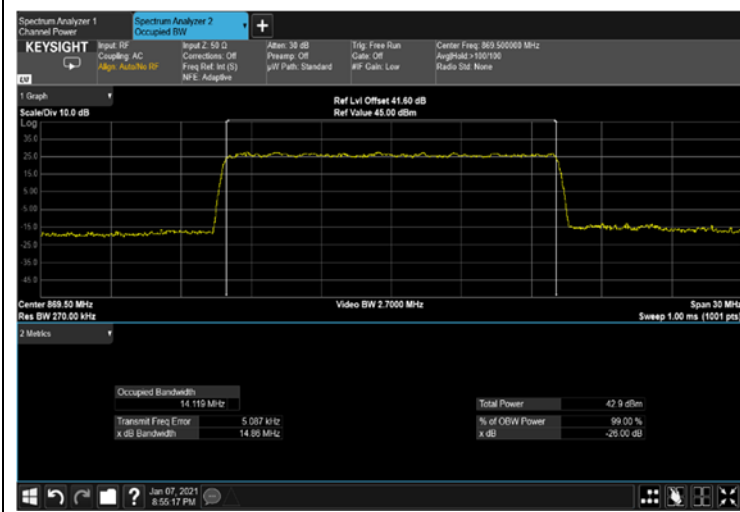 Spectrum Analyzer 1
Channel Power
Spectrum Analyzer 2
Occupied BW
+
KEYSIGHT
Input: RF
Coupling: AC
Align: Auto/No RF
Input Z: 50 Ω
Corrections: Off
Freq Ref: Int (S)
NFE: Adaptive
Atten: 30 dB
Preamp: Off
µW Path: Standard
Trig: Free Run
Gate: Off
#IF Gain: Low
Center Freq: 869.500000 MHz
Avg|Hold:>100/100
Radio Std: None
1 Graph
Scale/Div 10.0 dB
Ref Lvl Offset 41.60 dB
Ref Value 45.00 dBm
Log
35.0
25.0
15.0
5.00
-5.00
-15.0
-25.0
-35.0
-45.0
Center 869.50 MHz
Res BW 270.00 kHz
Video BW 2.7000 MHz
Span 30 MHz
Sweep 1.00 ms (1001 pts)
2 Metrics
Occupied Bandwidth
14.119 MHz
Transmit Freq Error 5.087 kHz
x dB Bandwidth 14.86 MHz
Total Power 42.9 dBm
% of OBW Power 99.00 %
x dB -26.00 dB
?
Jan 07, 2021
8:55:17 PM